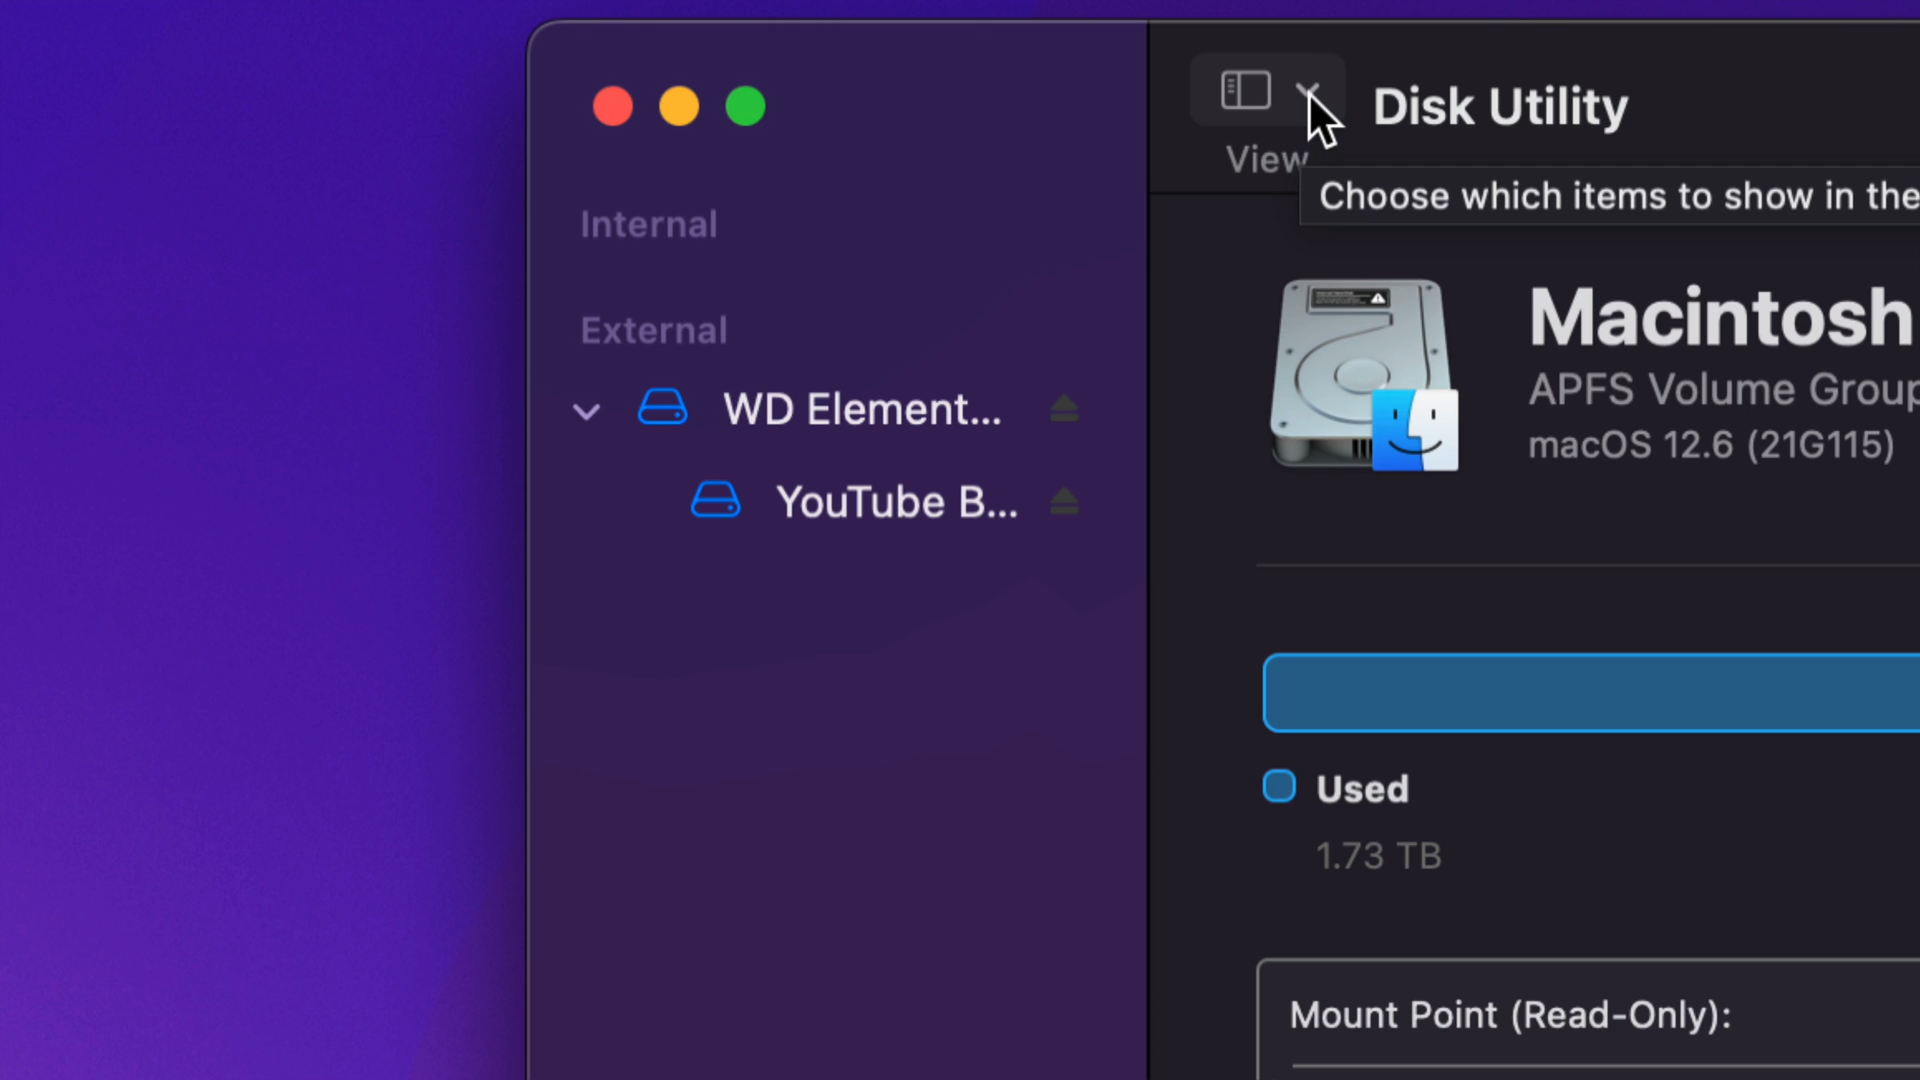 Disk Utility
View
Choose which items to show in the
Internal
External
WD Element...
YouTube B...
Macintosh
APFS Volume Group
macOS 12.6 (21G115)
Used
1.73 TB
Mount Point (Read-Only):